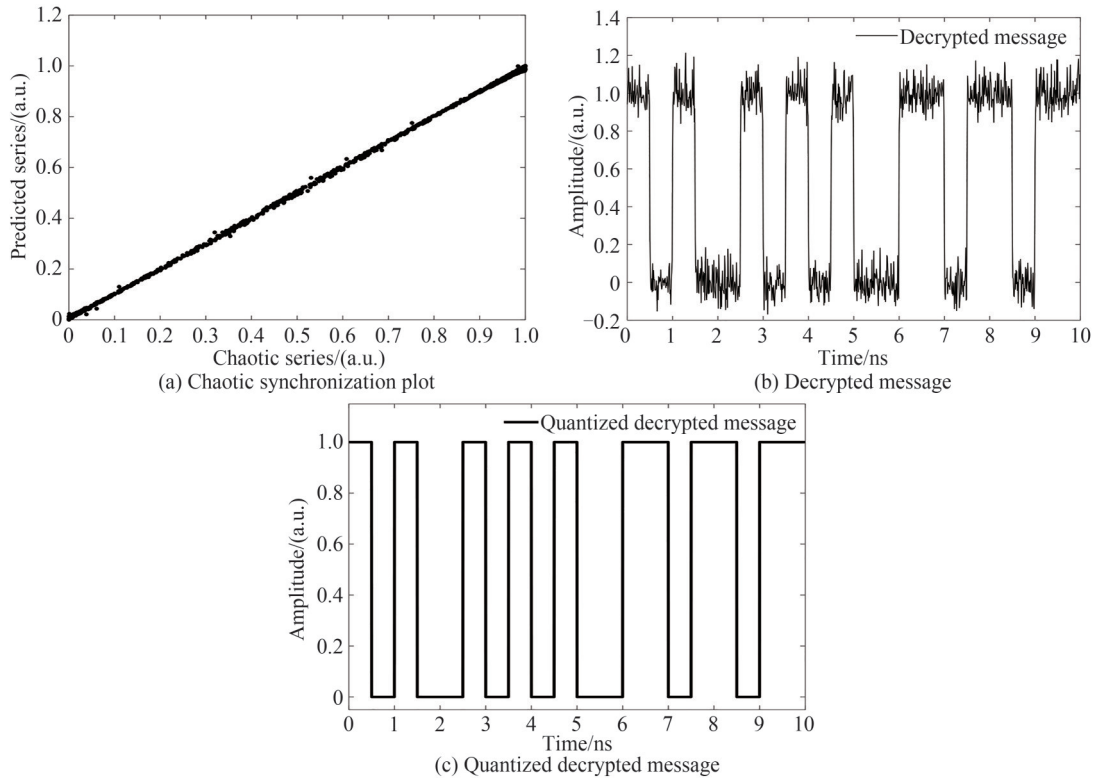 1.2
1.0
0.8
0.6
0.4
0.2
0
Predicted series/(a.u.)
0.1 0.2 0.3 0.4 0.5 0.6 0.7 0.8 0.9 1.0
Chaotic series/(a.u.)
(a) Chaotic synchronization plot
1.4
1.2
1.0
0.8
0.6
0.4
0.2
0
−0.2
Amplitude/(a.u.)
Decrypted message
0 1 2 3 4 5 6 7 8 9 10
Time/ns
(b) Decrypted message
1.0
0.8
0.6
0.4
0.2
0
Amplitude/(a.u.)
Quantized decrypted message
0 1 2 3 4 5 6 7 8 9 10
Time/ns
(c) Quantized decrypted message